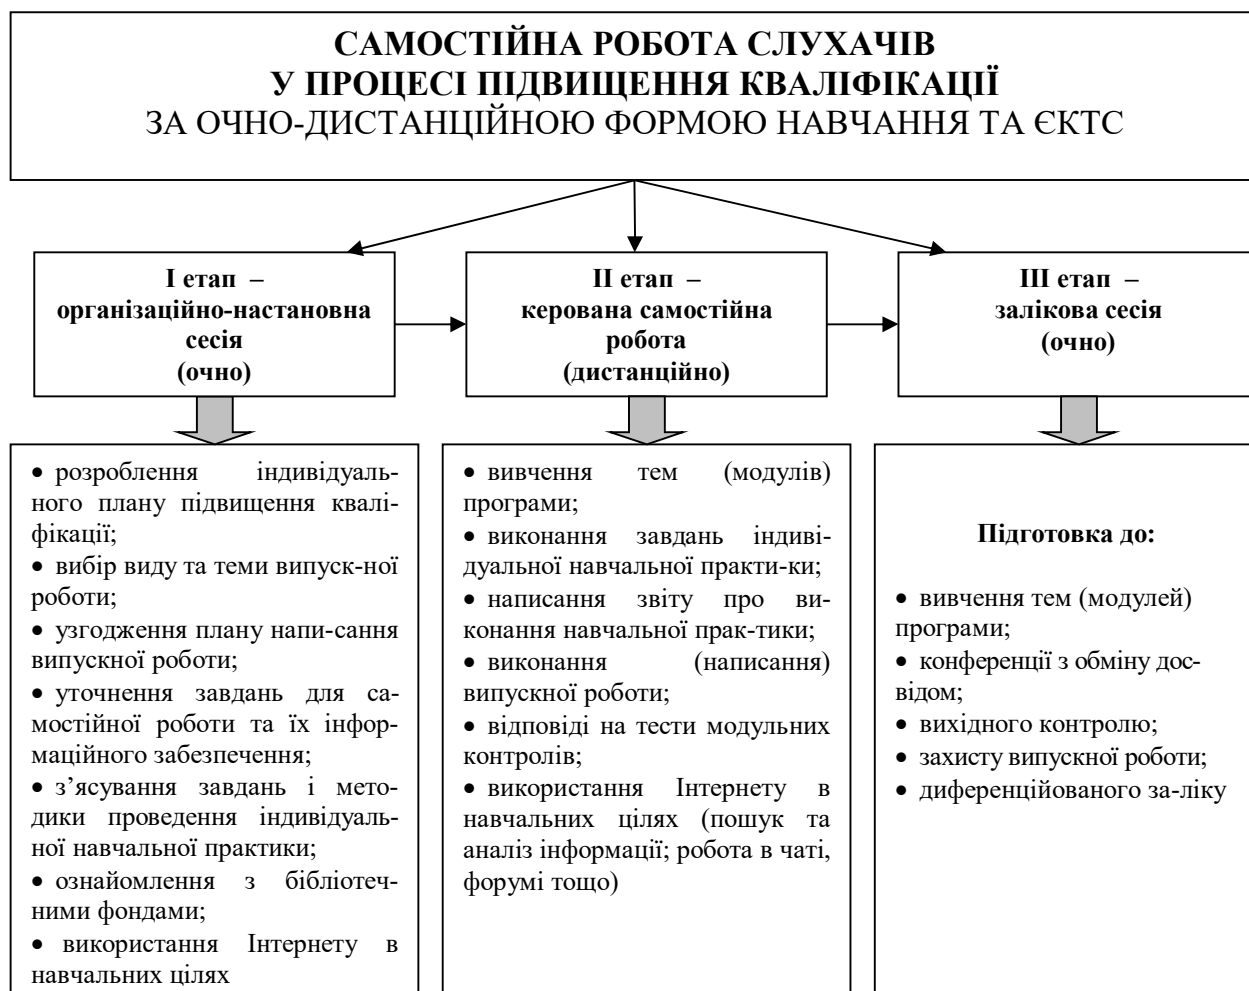 САМОСТІЙНА РОБОТА СЛУХАЧІВ
У ПРОЦЕСІ ПІДВИЩЕННЯ КВАЛІФІКАЦІЇ
ЗА ОЧНО-ДИСТАНЦІЙНОЮ ФОРМОЮ НАВЧАННЯ ТА ЄКТС
І етап –
організаційно-настановна
сесія
(очно)
ІІ етап –
керована самостійна
робота
(дистанційно)
ІІІ етап –
залікова сесія
(очно)
• розроблення індивідуаль-
ного плану підвищення квалі-
фікації;
• вибір виду та теми випуск-ної
роботи;
• узгодження плану напи-сання
випускної роботи;
• уточнення завдань для са-
мостійної роботи та їх інфор-
маційного забезпечення;
• з’ясування завдань і мето-
дики проведення індивідуаль-
ної навчальної практики;
• ознайомлення з бібліотеч-
ними фондами;
• використання Інтернету в
навчальних цілях
• вивчення тем (модулів)
програми;
• виконання завдань індиві-
дуальної навчальної практи-ки;
• написання звіту про ви-
конання навчальної прак-тики;
• виконання (написання)
випускної роботи;
• відповіді на тести модульних
контролів;
• використання Інтернету в
навчальних цілях (пошук та
аналіз інформації; робота в чаті,
форумі тощо)
Підготовка до:
• вивчення тем (модулей)
програми;
• конференції з обміну дос-
відом;
• вихідного контролю;
• захисту випускної роботи;
• диференційованого за-ліку